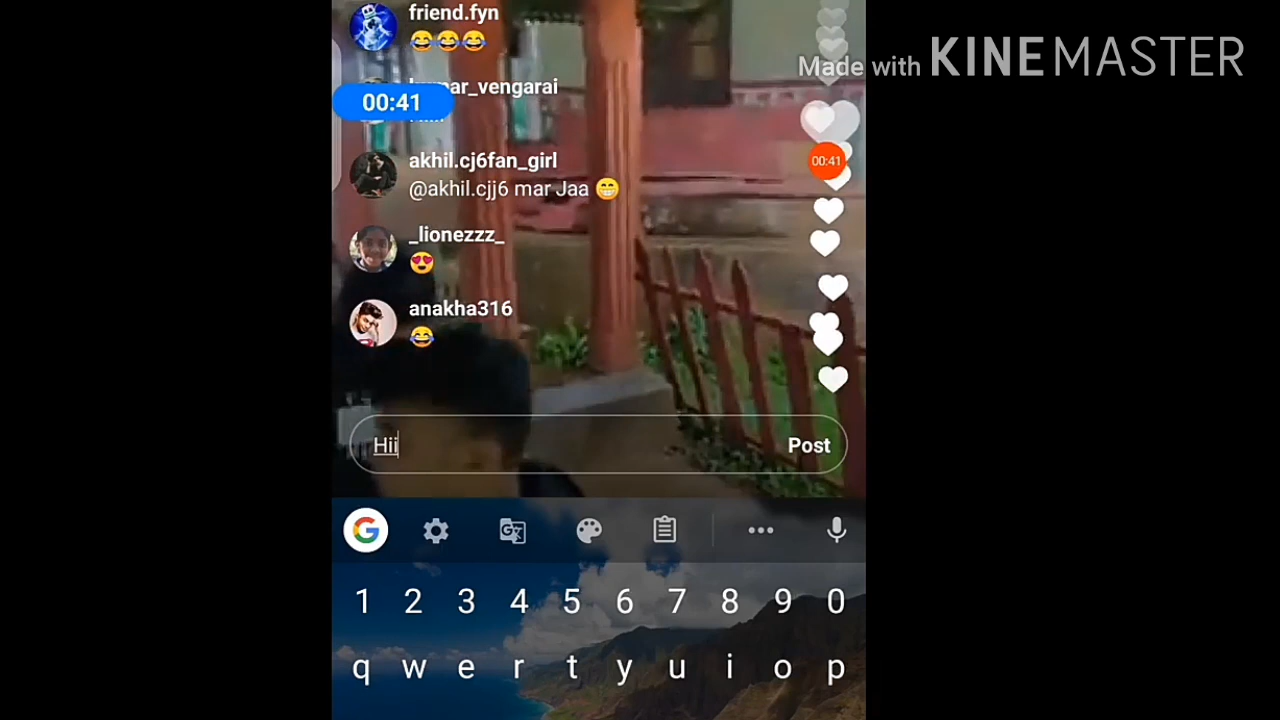 friend.fyn
😂😂😂
ar_vengarai
00:41
akhil.cj6fan_girl
@akhil.cjj6 mar Jaa 😁
_lionezzz_
😍
anakha316
😂
Made with KINEMASTER
00:41
Hii
Post
1 2 3 4 5 6 7 8 9 0
q w e r t y u i o p